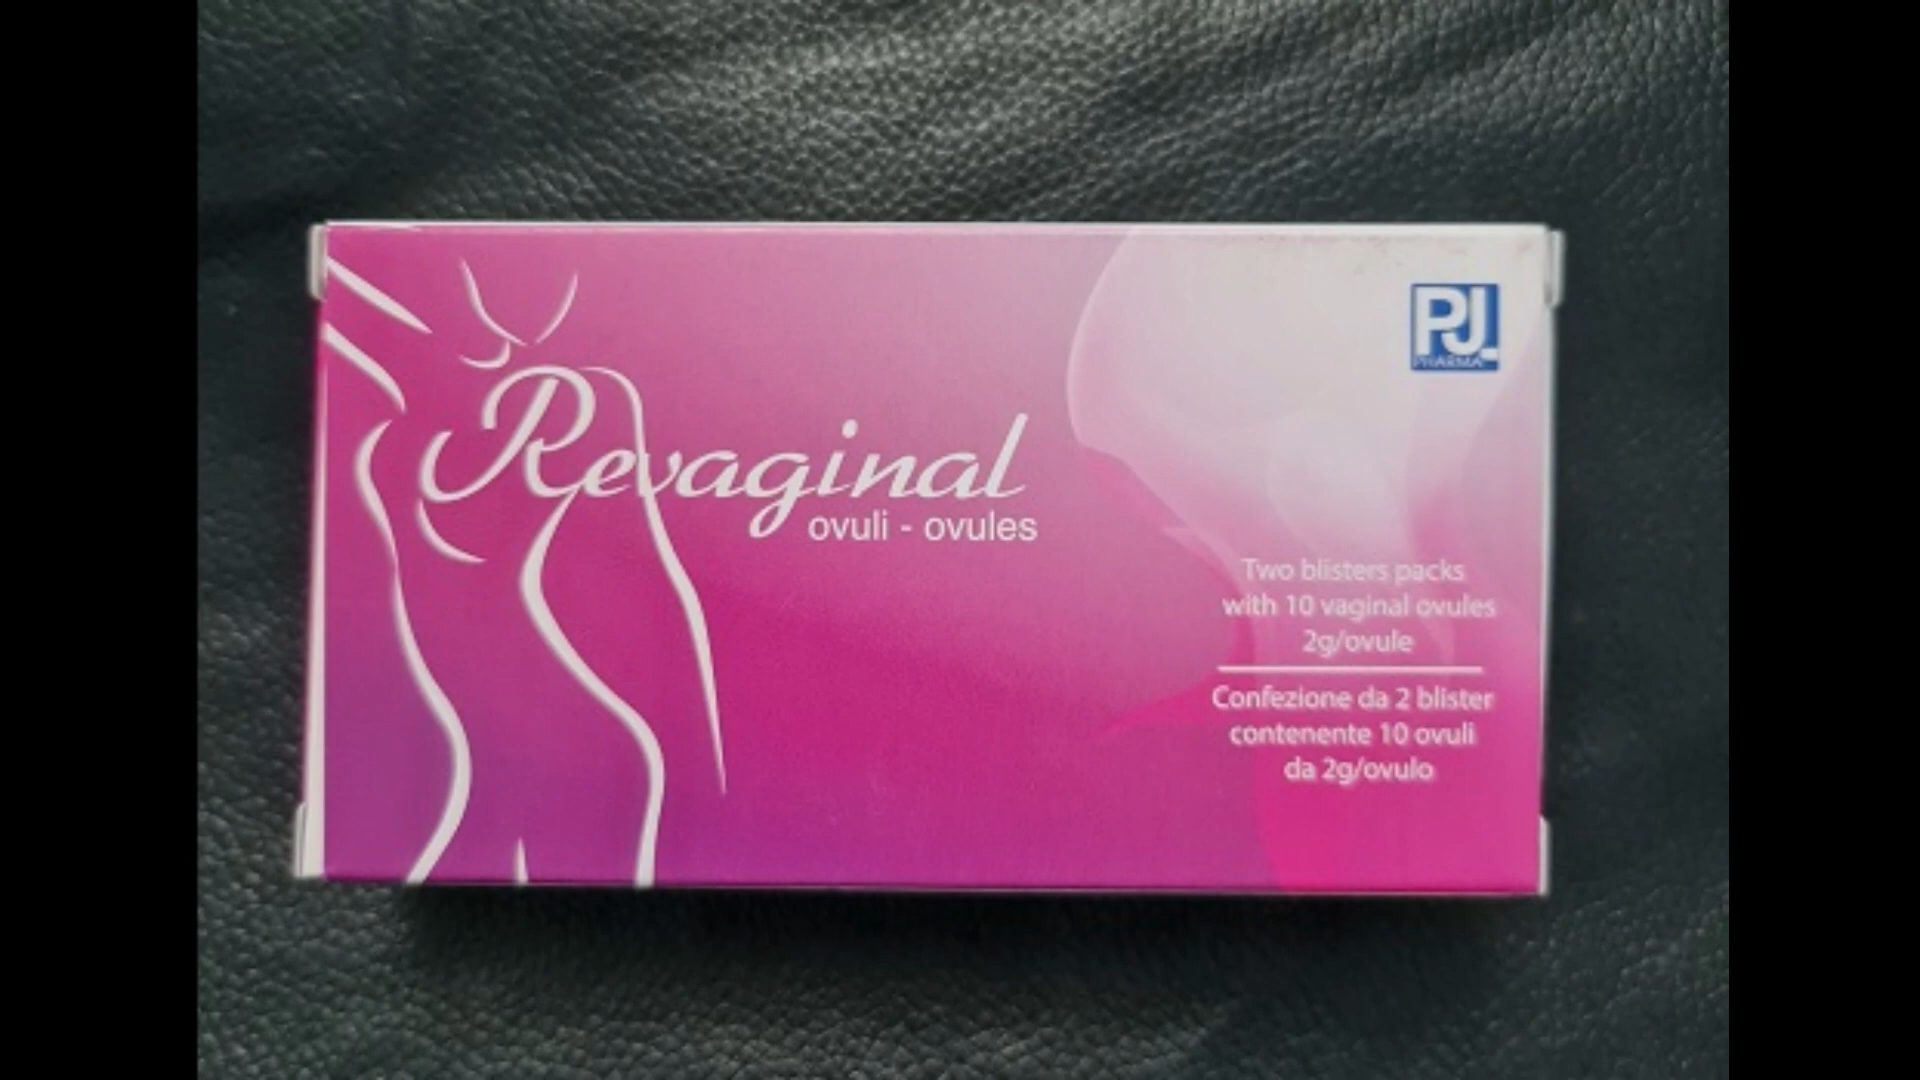 PJ
PHARMA
Revaginal
ovuli - ovules
Two blisters packs
with 10 vaginal ovules
2g/ovule
Confezione da 2 blister
contenente 10 ovuli
da 2g/ovulo